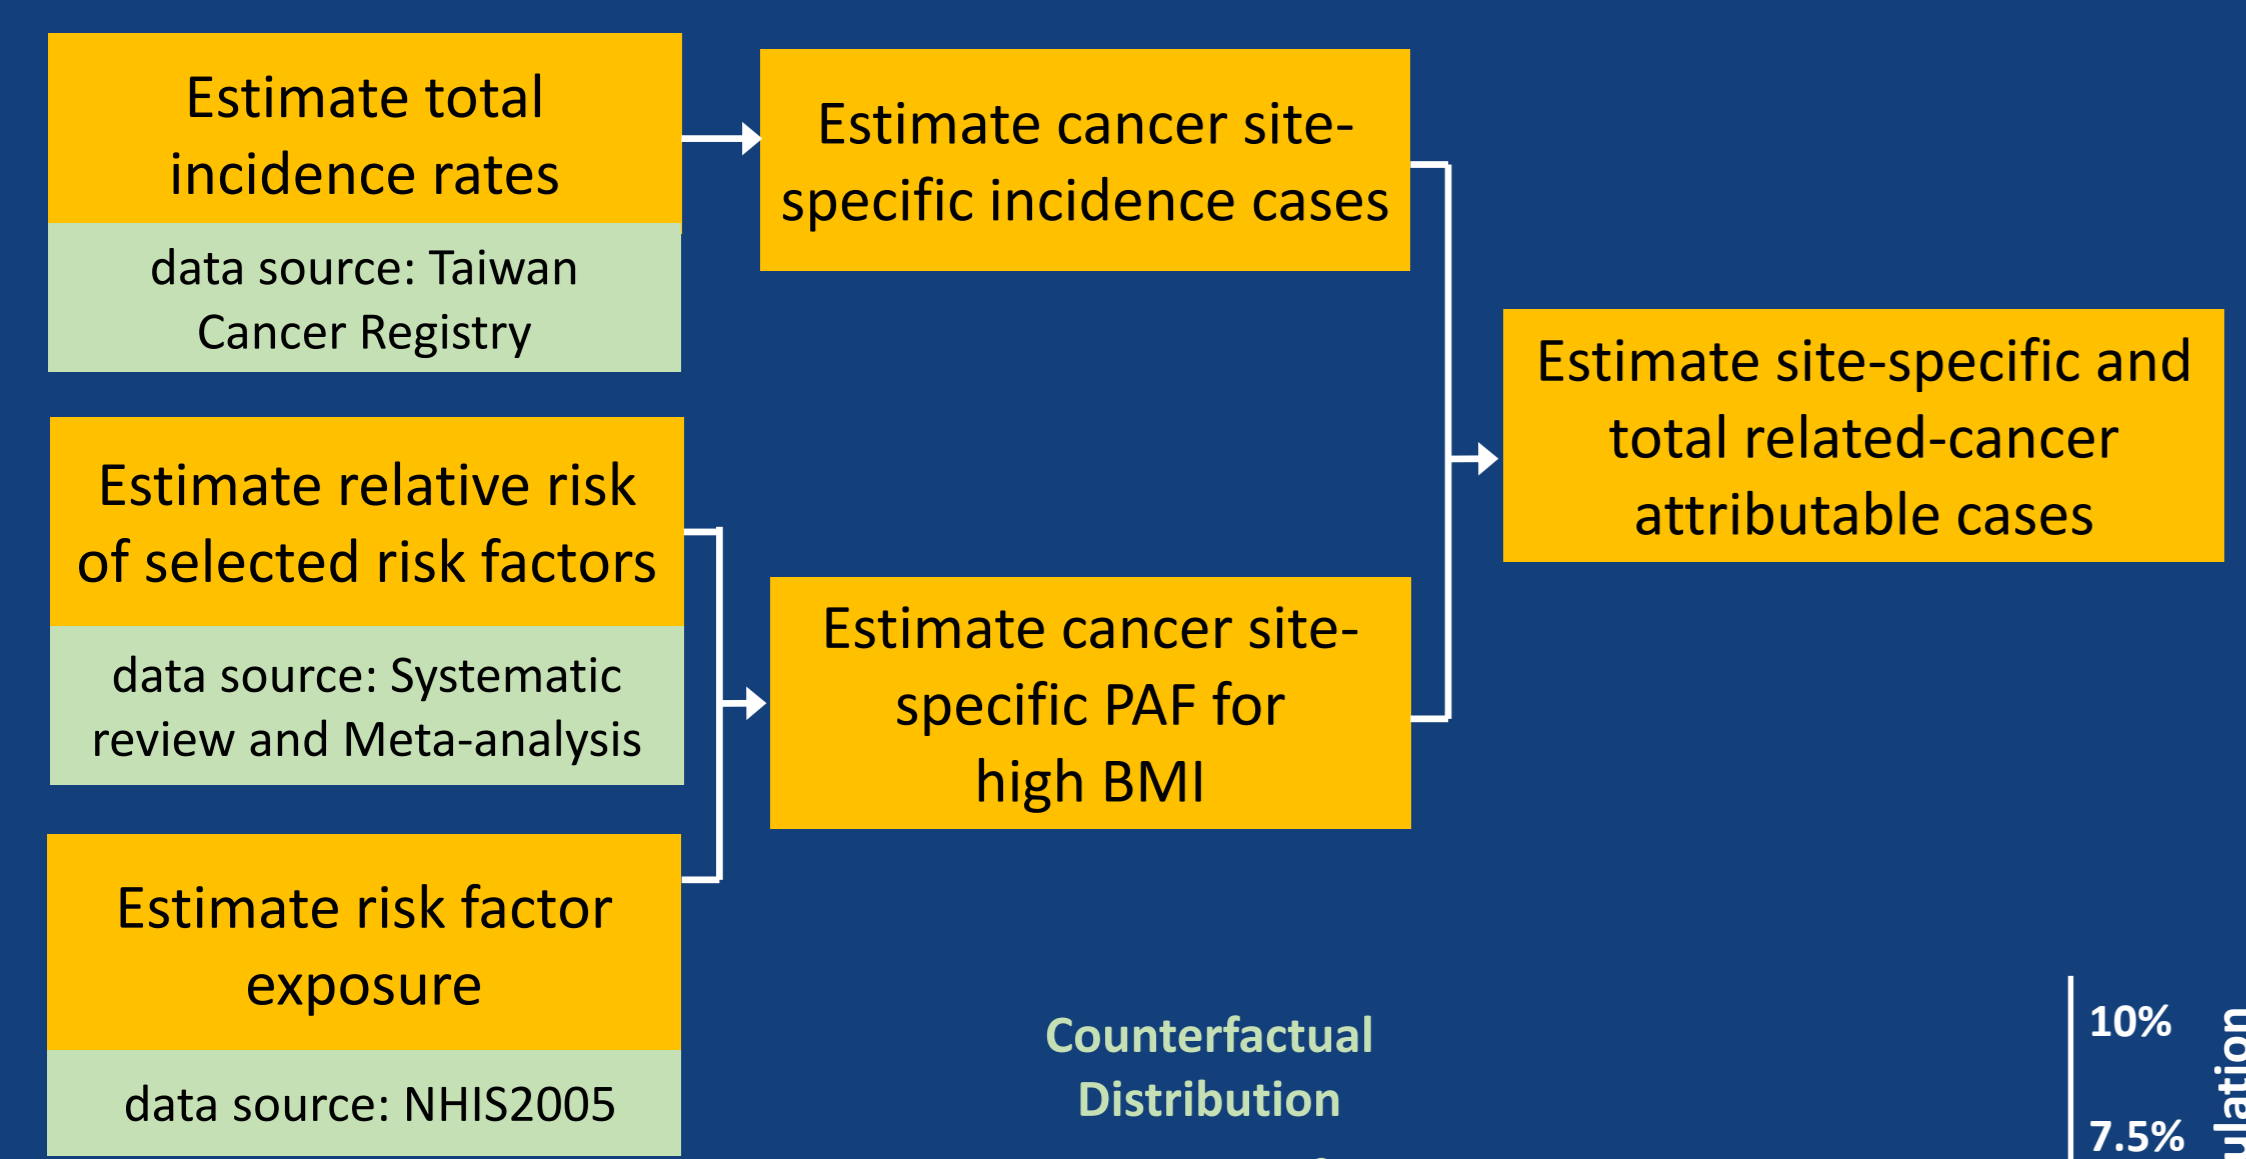 Estimate total
incidence rates
data source: Taiwan
Cancer Registry
Estimate cancer site-
specific incidence cases
Estimate relative risk
of selected risk factors
data source: Systematic
review and Meta-analysis
Estimate risk factor
exposure
data source: NHIS2005
Estimate cancer site-
specific PAF for
high BMI
Estimate site-specific and
total related-cancer
attributable cases
Counterfactual
Distribution
10%
7.5%